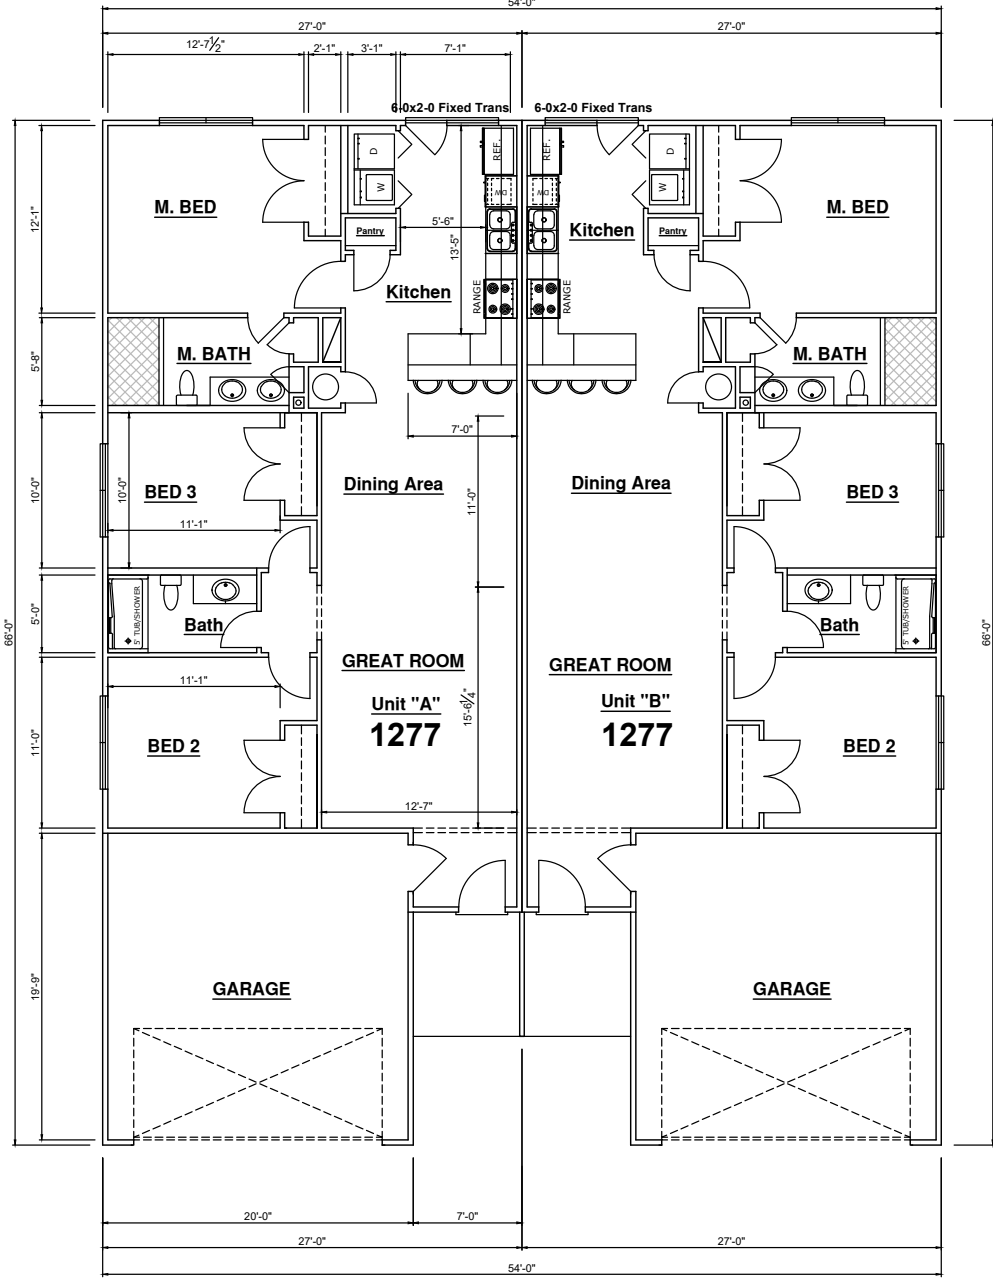 54'-0"
27'-0" 27'-0"
12'-7½" 2'-1" 3'-1" 7'-1"
6-0x2-0 Fixed Trans 6-0x2-0 Fixed Trans
D REF. REF. D
W DW DW W
M. BED M. BED
12'-1"
Pantry 5'-6" Kitchen Pantry
13'-5"
Kitchen RANGE RANGE
5'-8"
M. BATH M. BATH
7'-0"
10'-0" 10'-0"
BED 3 Dining Area Dining Area BED 3
11'-0"
11'-1"
5'-0"
5' TUB/SHOWER 5' TUB/SHOWER
Bath Bath
66'-0" 66'-0"
GREAT ROOM GREAT ROOM
11'-1"
Unit "A" Unit "B"
15'-6¼"
1277 1277
11'-0"
BED 2 BED 2
12'-7"
19'-9"
GARAGE GARAGE
20'-0" 7'-0"
27'-0" 27'-0"
54'-0"